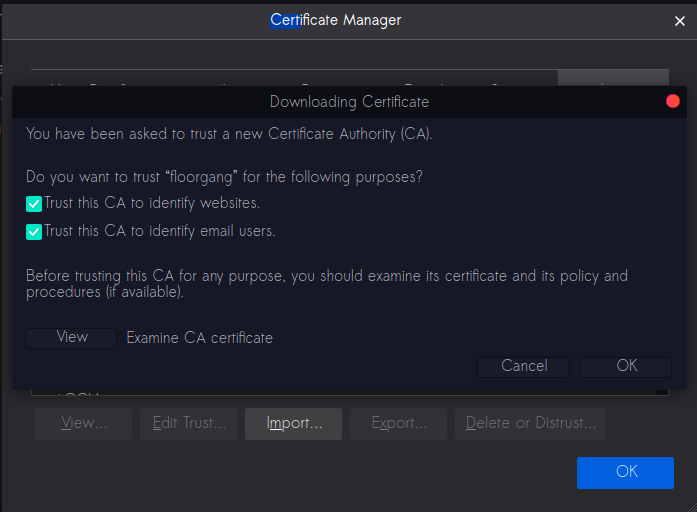 Certificate Manager
Downloading Certificate
You have been asked to trust a new Certificate Authority (CA).
Do you want to trust “floorgang” for the following purposes?
Trust this CA to identify websites.
Trust this CA to identify email users.
Before trusting this CA for any purpose, you should examine its certificate and its policy and
procedures (if available).
View Examine CA certificate
Cancel OK
View... Edit Trust... Import... Export... Delete or Distrust...
OK